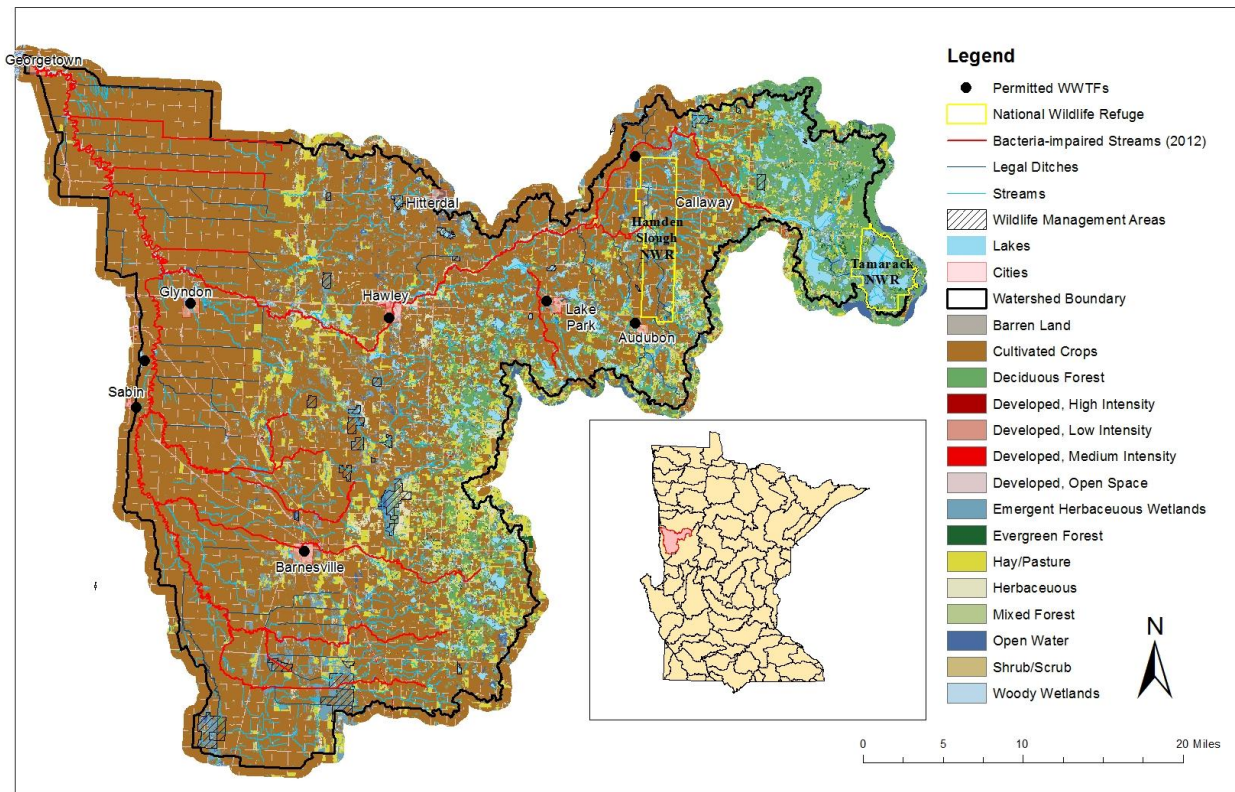 Georgetown
Hitterdal
Callaway
Hamden
Slough
NWR
Tamarack
NWR
Glyndon
Hawley
Lake
Park
Audubon
Sabin
Barnesville
Legend
Permitted WWTFs
National Wildlife Refuge
Bacteria-impaired Streams (2012)
Legal Ditches
Streams
Wildlife Management Areas
Lakes
Cities
Watershed Boundary
Barren Land
Cultivated Crops
Deciduous Forest
Developed, High Intensity
Developed, Low Intensity
Developed, Medium Intensity
Developed, Open Space
Emergent Herbaceous Wetlands
Evergreen Forest
Hay/Pasture
Herbaceous
Mixed Forest
Open Water
Shrub/Scrub
Woody Wetlands
N
0 5 10 20 Miles